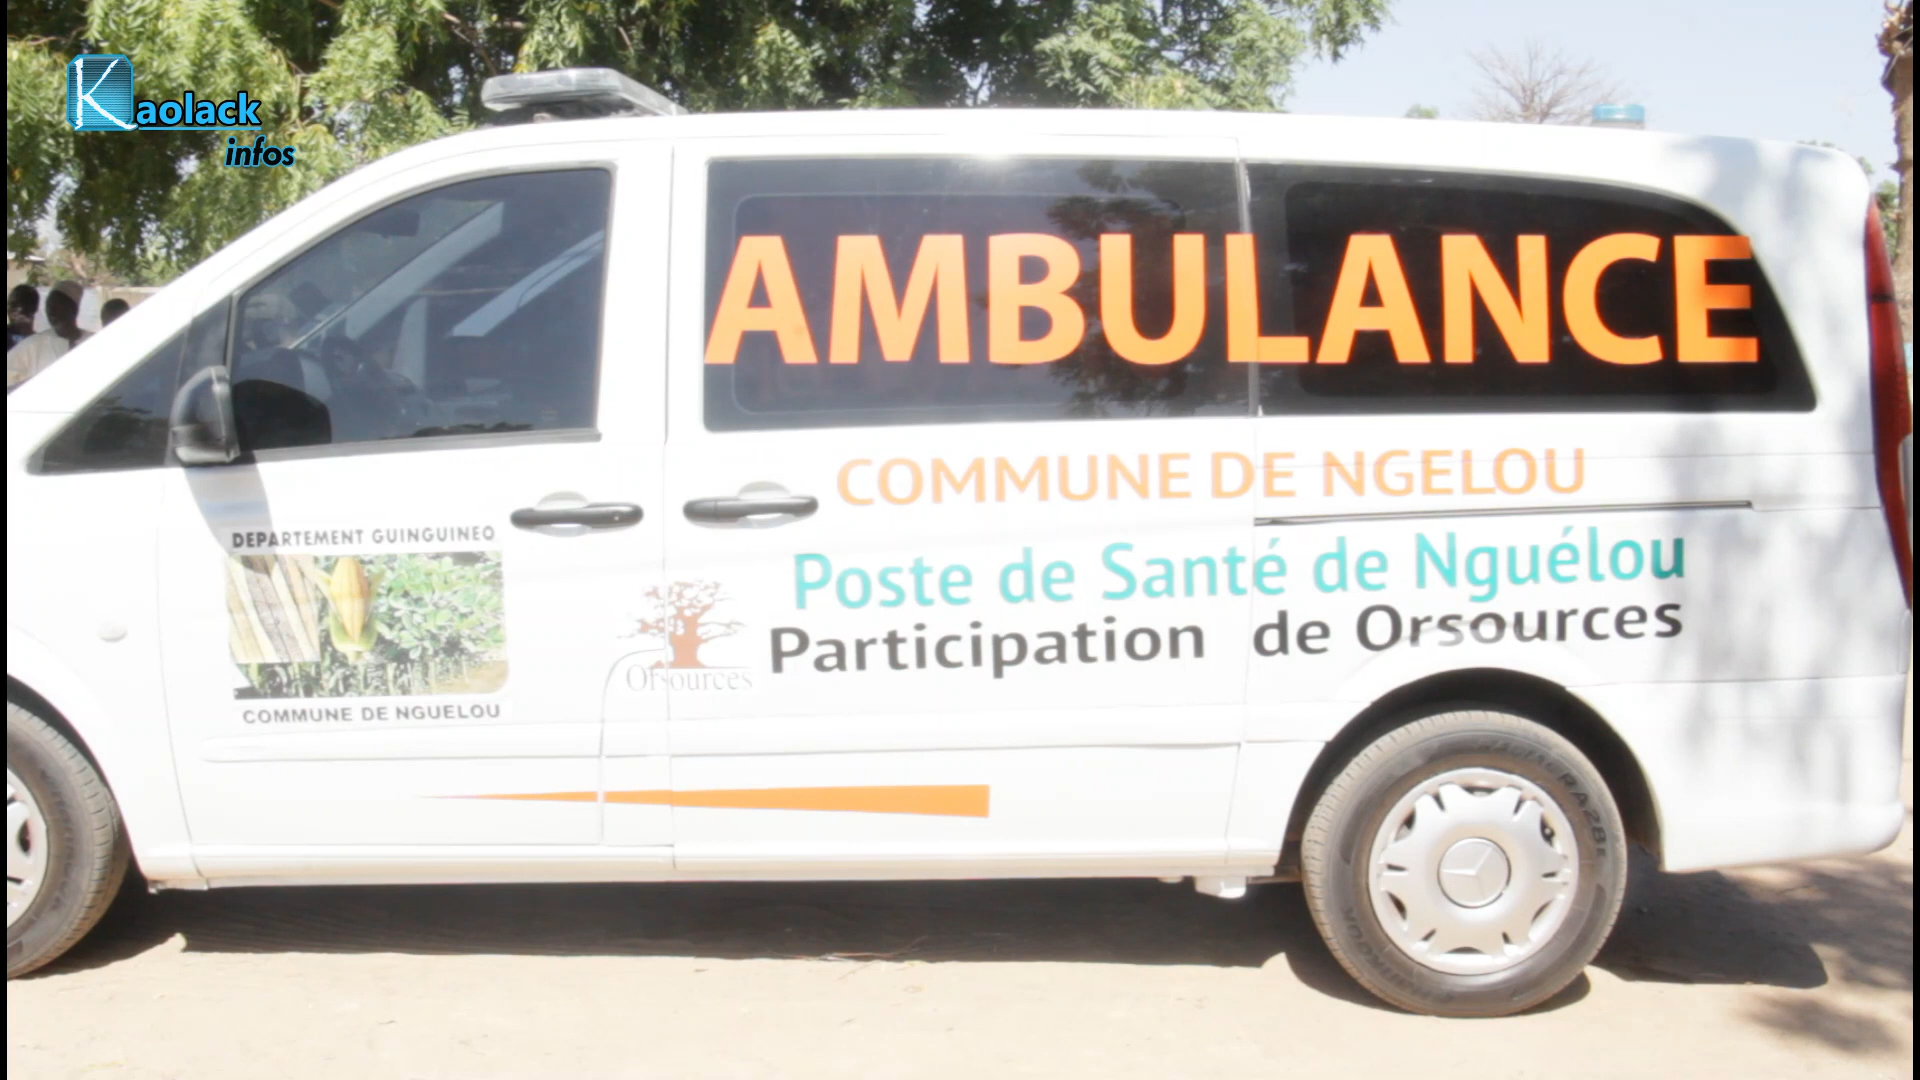 Kaolack
infos
AMBULANCE
COMMUNE DE NGELOU
Poste de Santé de Nguélou
Participation de Orsources
DEPARTEMENT GUINGUINEO
COMMUNE DE NGUELOU
Orsources